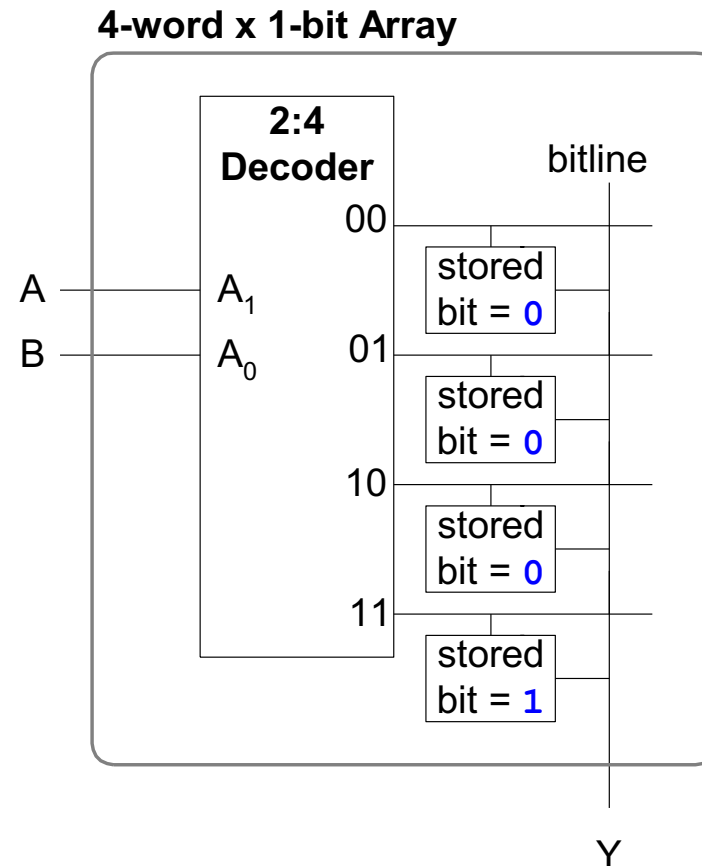 4-word x 1-bit Array
2:4
Decoder
bitline
00
stored
bit = 0
A
A1
B
A0
01
stored
bit = 0
10
stored
bit = 0
11
stored
bit = 1
Y